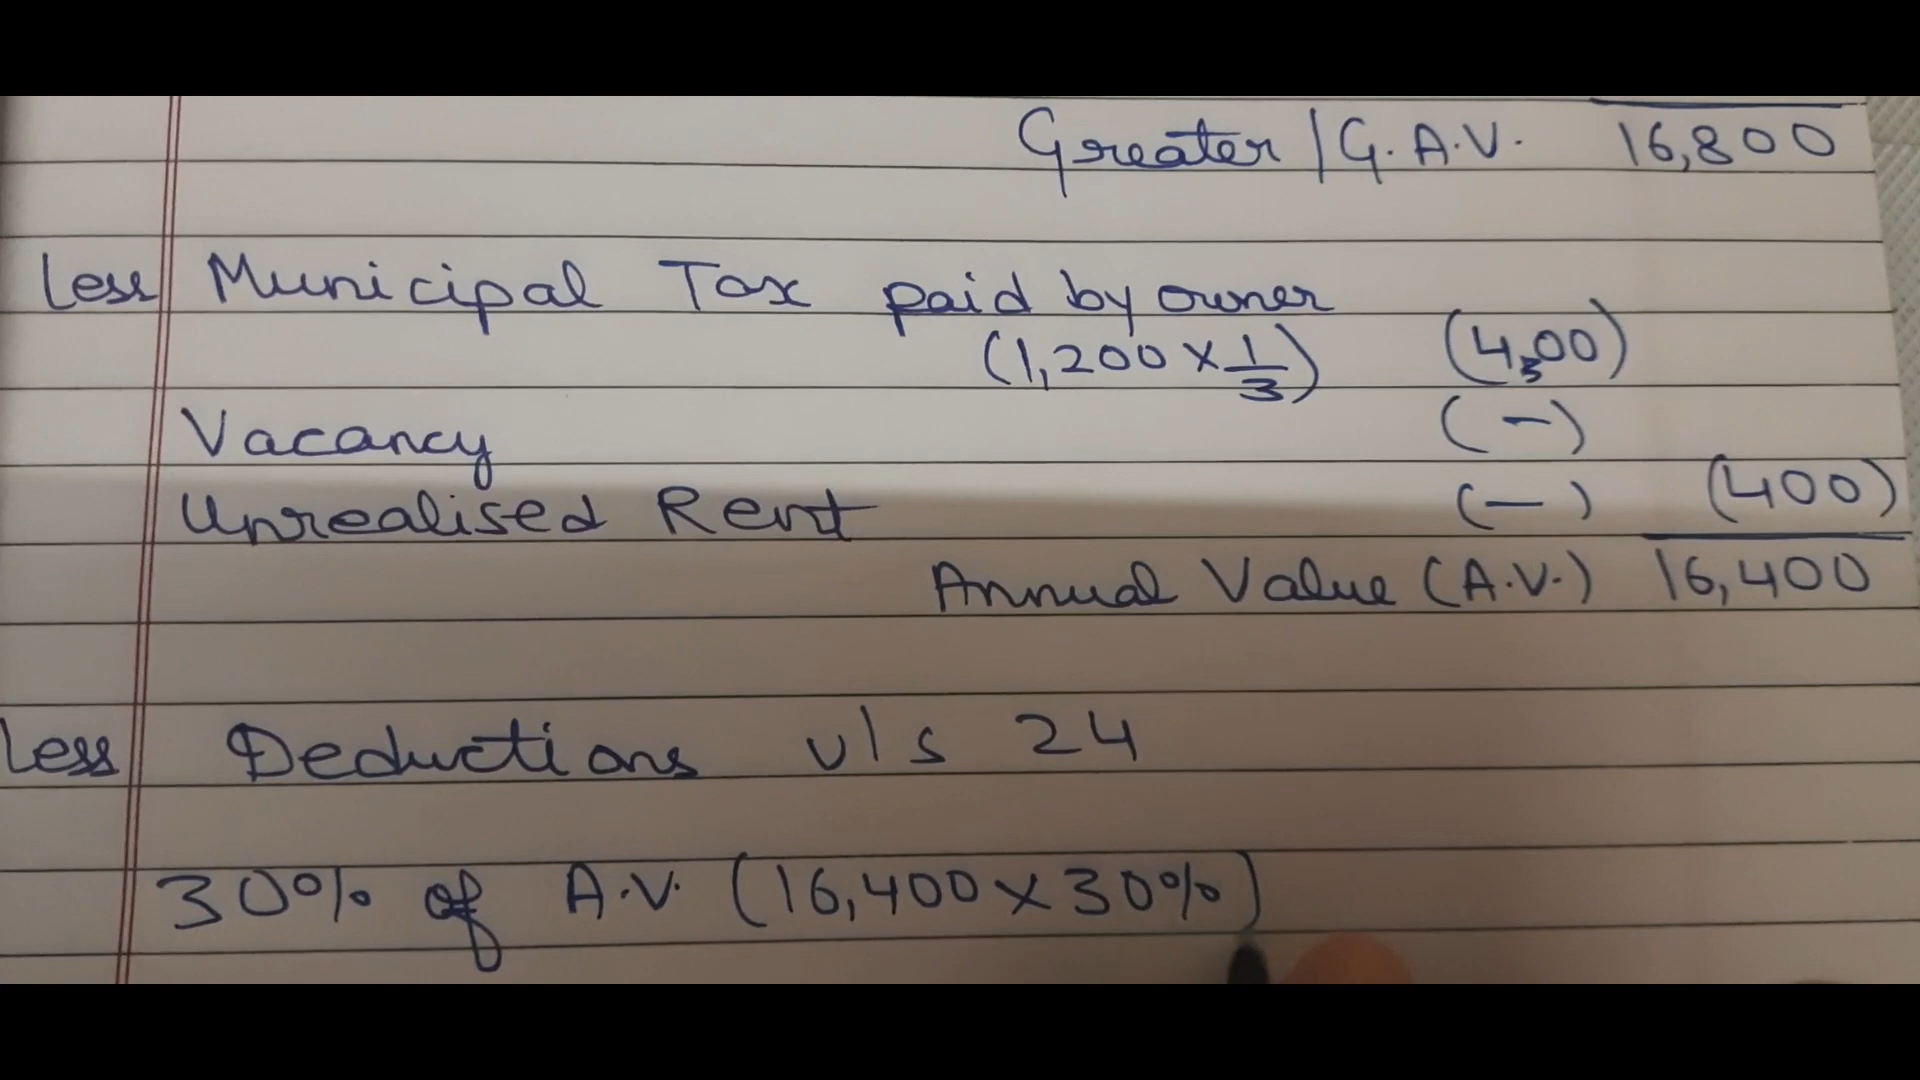 Greater/G.A.V. 16,800
Less Municipal Tax paid by owner
(1,200 × 1/3) (4,00)
Vacancy (-)
Unrealised Rent (-) (400)
Annual Value (A.V.) 16,400
Less Deductions u/s 24
30% of A.V. (16,400 × 30%)